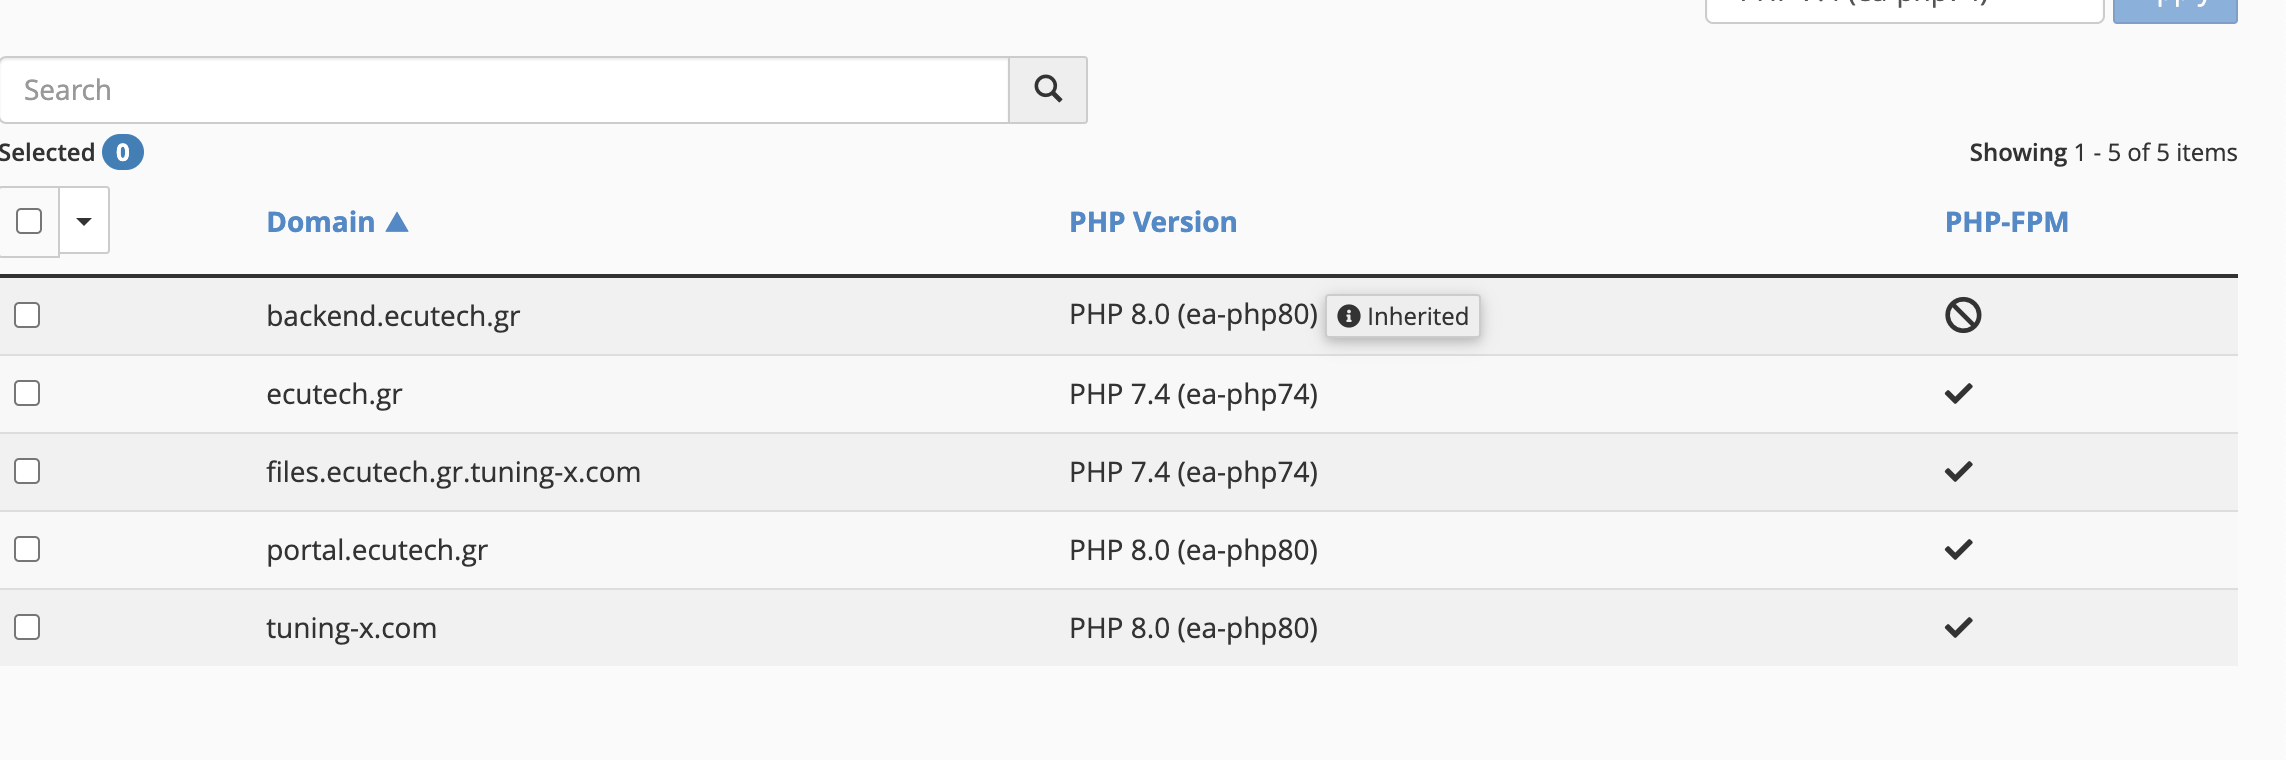 Search
Selected 0
Showing 1 - 5 of 5 items
Domain ▲ PHP Version PHP-FPM
backend.ecutech.gr PHP 8.0 (ea-php80) Inherited
ecutech.gr PHP 7.4 (ea-php74)
files.ecutech.gr.tuning-x.com PHP 7.4 (ea-php74)
portal.ecutech.gr PHP 8.0 (ea-php80)
tuning-x.com PHP 8.0 (ea-php80)